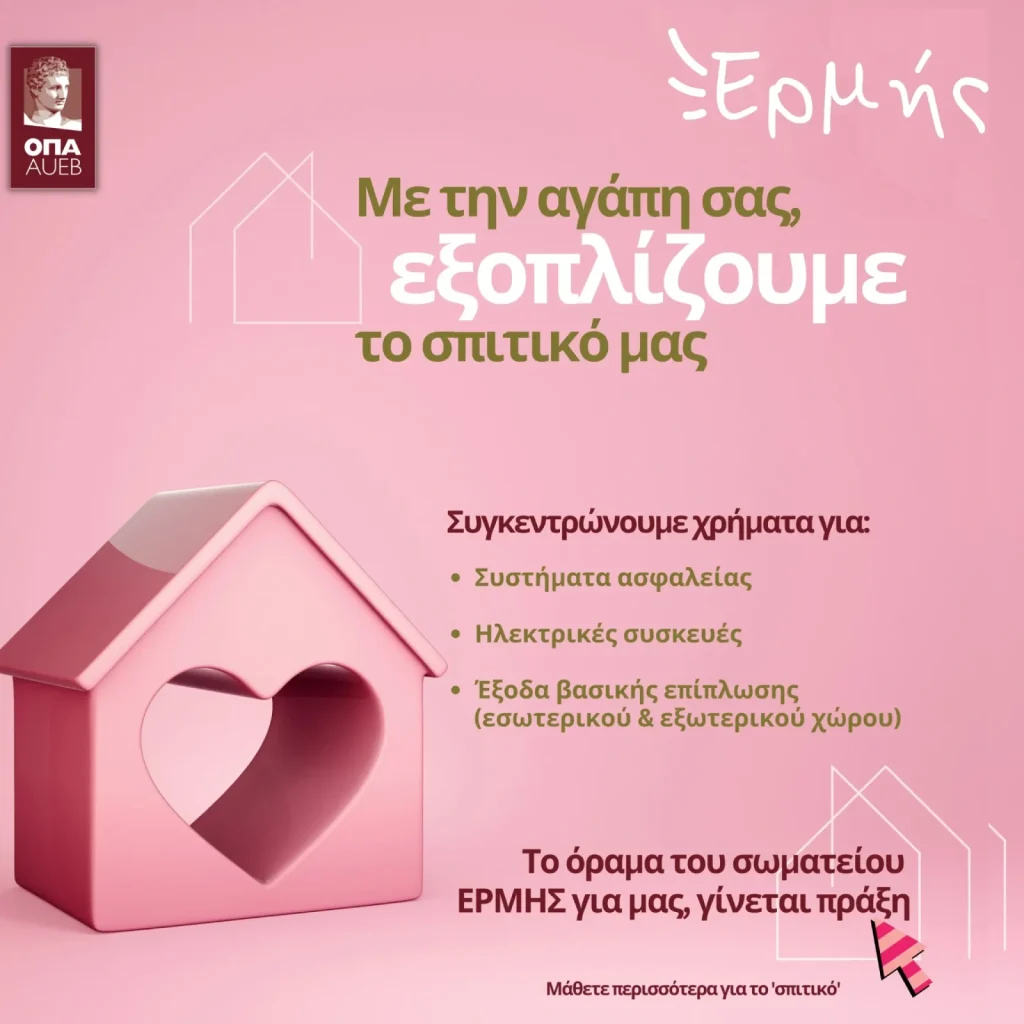 ΟΠΑ
AUEB
Ερμής
Με την αγάπη σας,
εξοπλίζουμε
το σπιτικό μας
Συγκεντρώνουμε χρήματα για:
• Συστήματα ασφαλείας
• Ηλεκτρικές συσκευές
• Έξοδα βασικής επίπλωσης
(εσωτερικού & εξωτερικού χώρου)
Το όραμα του σωματείου
ΕΡΜΗΣ για μας, γίνεται πράξη
Μάθετε περισσότερα για το 'σπιτικό'